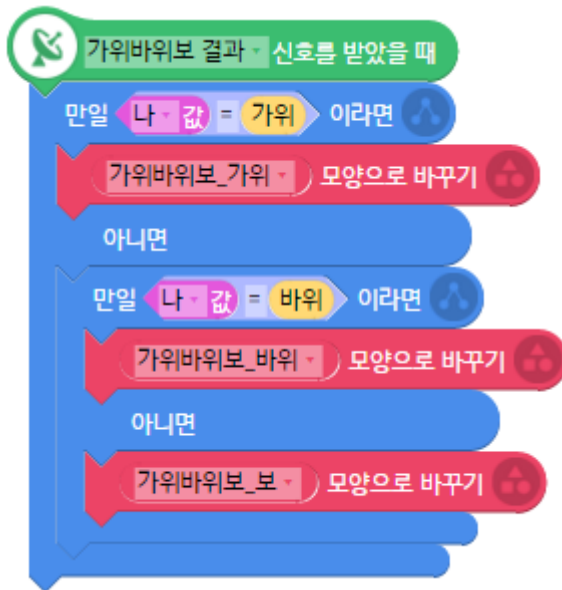 가위바위보 결과 신호를 받았을 때
만일 나 값 = 가위 이라면
가위바위보_가위 모양으로 바꾸기
아니면
만일 나 값 = 바위 이라면
가위바위보_바위 모양으로 바꾸기
아니면
가위바위보_보 모양으로 바꾸기